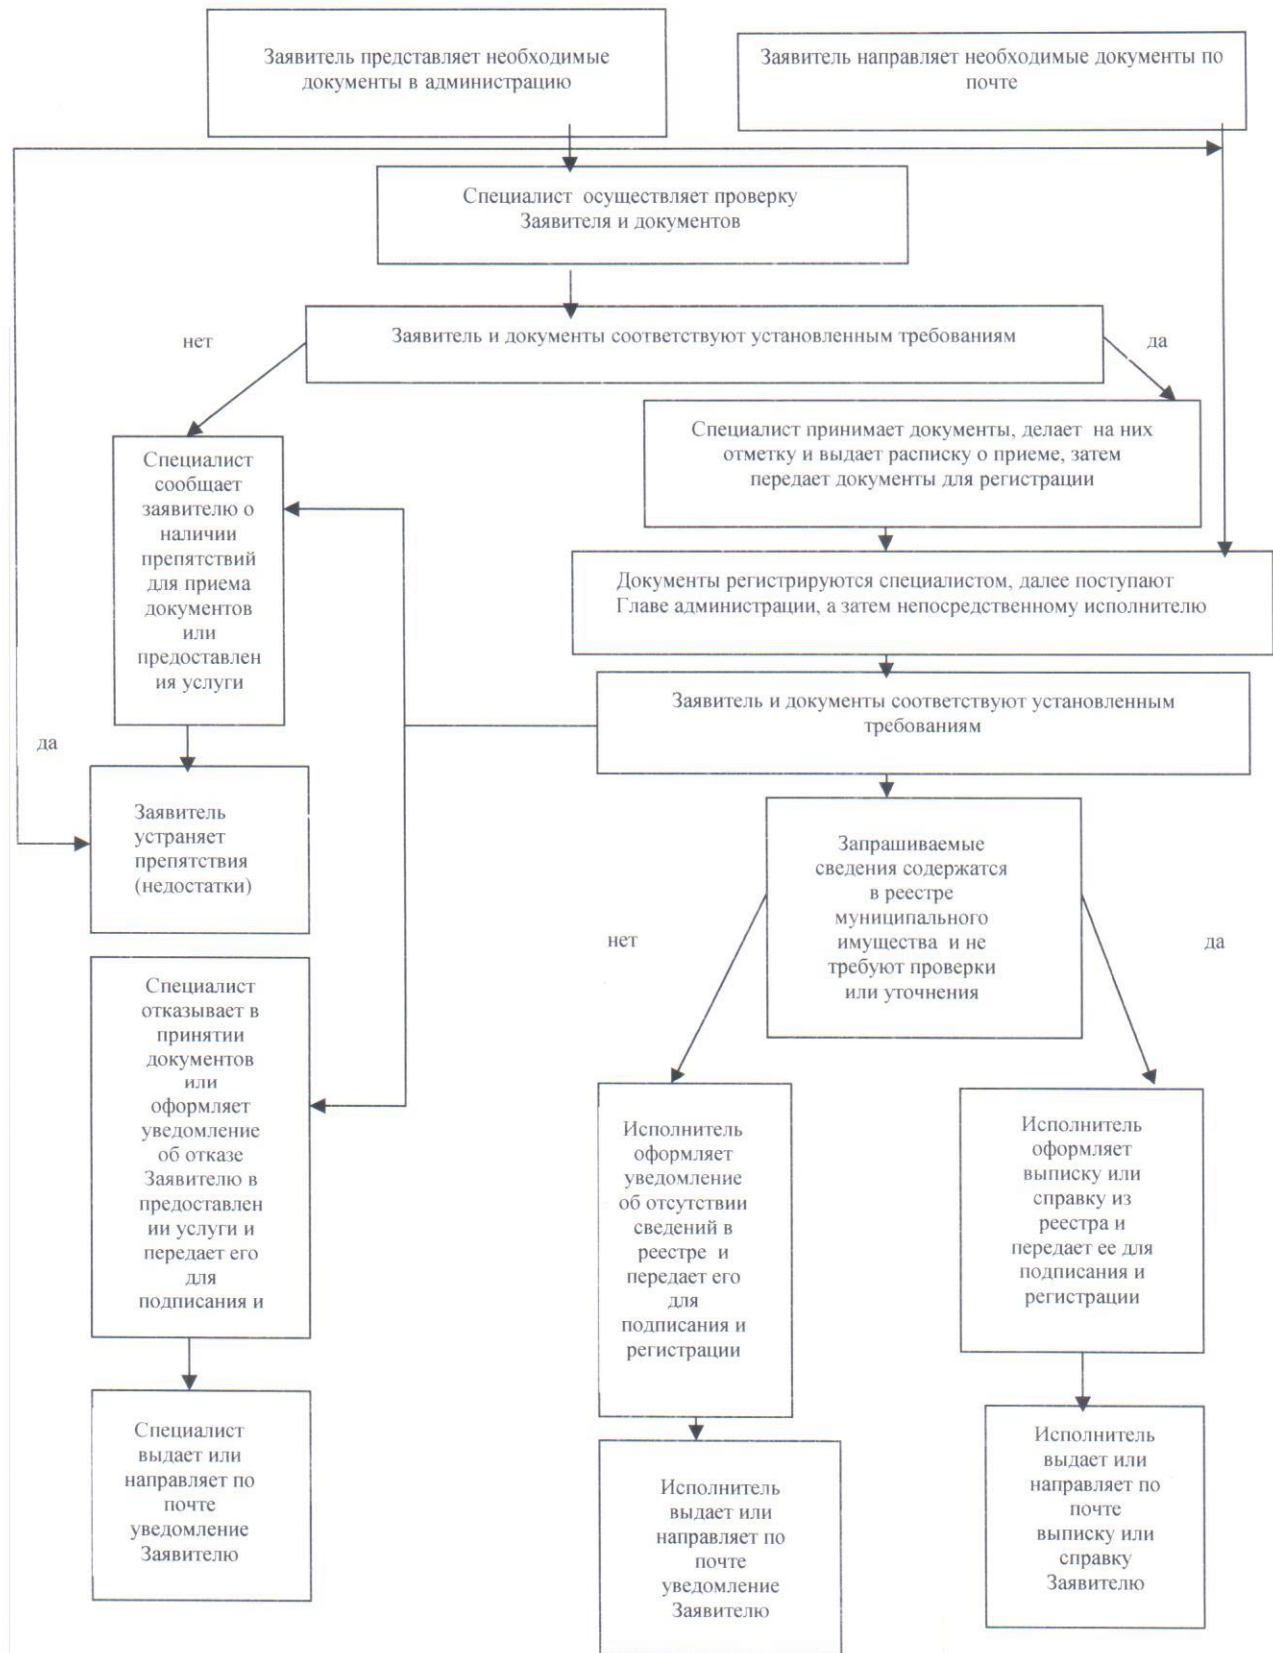 Заявитель представляет необходимые
документы в администрацию
Заявитель направляет необходимые документы по
почте
Специалист осуществляет проверку
Заявителя и документов
нет
Заявитель и документы соответствуют установленным требованиям
да
Специалист принимает документы, делает на них
отметку и выдает расписку о приеме, затем
передает документы для регистрации
Специалист
сообщает
заявителю о
наличии
препятствий
для приема
документов
или
предоставлен
ия услуги
Документы регистрируются специалистом, далее поступают
Главе администрации, а затем непосредственному исполнителю
Заявитель и документы соответствуют установленным
требованиям
да
Заявитель
устраняет
препятствия
(недостатки)
Запрашиваемые
сведения содержатся
в реестре
муниципального
имущества и не
требуют проверки
или уточнения
нет
да
Специалист
отказывает в
принятии
документов
или
оформляет
уведомление
об отказе
Заявителю в
предоставлен
ии услуги и
передает его
для
подписания и
Исполнитель
оформляет
уведомление
об отсутствии
сведений в
реестре и
передает его
для
подписания и
регистрации
Исполнитель
оформляет
выписку или
справку из
реестра и
передает ее для
подписания и
регистрации
Специалист
выдает или
направляет по
почте
уведомление
Заявителю
Исполнитель
выдает или
направляет по
почте
уведомление
Заявителю
Исполнитель
выдает или
направляет по
почте
выписку или
справку
Заявителю